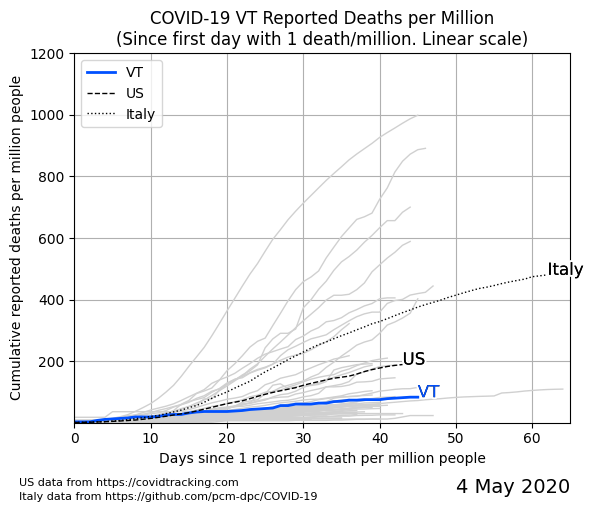 COVID-19 VT Reported Deaths per Million
(Since first day with 1 death/million. Linear scale)
VT
US
Italy
Cumulative reported deaths per million people
1200
1000
800
600
400
200
Italy
US
VT
0
10
20
30
40
50
60
Days since 1 reported death per million people
US data from https://covidtracking.com
Italy data from https://github.com/pcm-dpc/COVID-19
4 May 2020